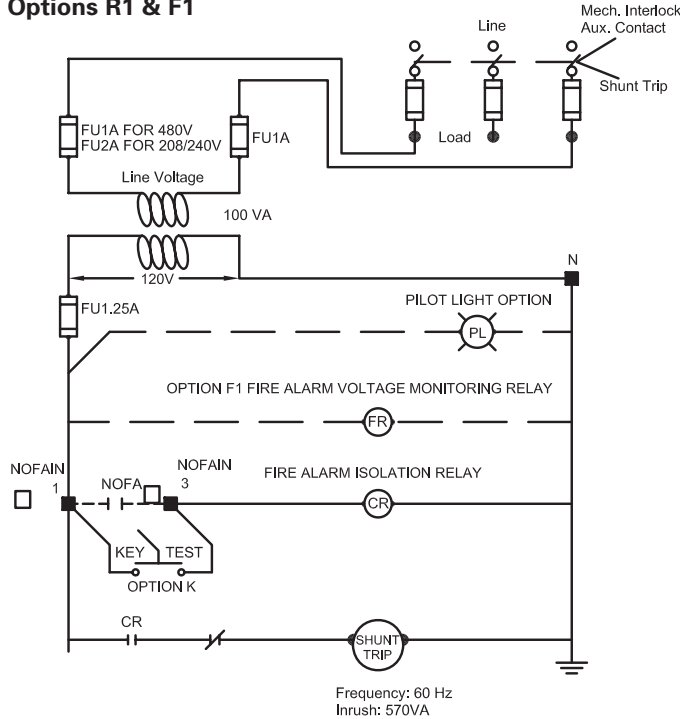 Options R1 & F1
Mech. Interlock
Aux. Contact
Line
Shunt Trip
FU1A FOR 480V
FU2A FOR 208/240V
FU1A
Load
Line Voltage
100 VA
120V
N
FU1.25A
PILOT LIGHT OPTION
PL
OPTION F1 FIRE ALARM VOLTAGE MONITORING RELAY
FR
NOFAIN
1
NOFA
NOFAIN
3
FIRE ALARM ISOLATION RELAY
CR
KEY TEST
OPTION K
CR
SHUNT
TRIP
Frequency: 60 Hz
Inrush: 570VA